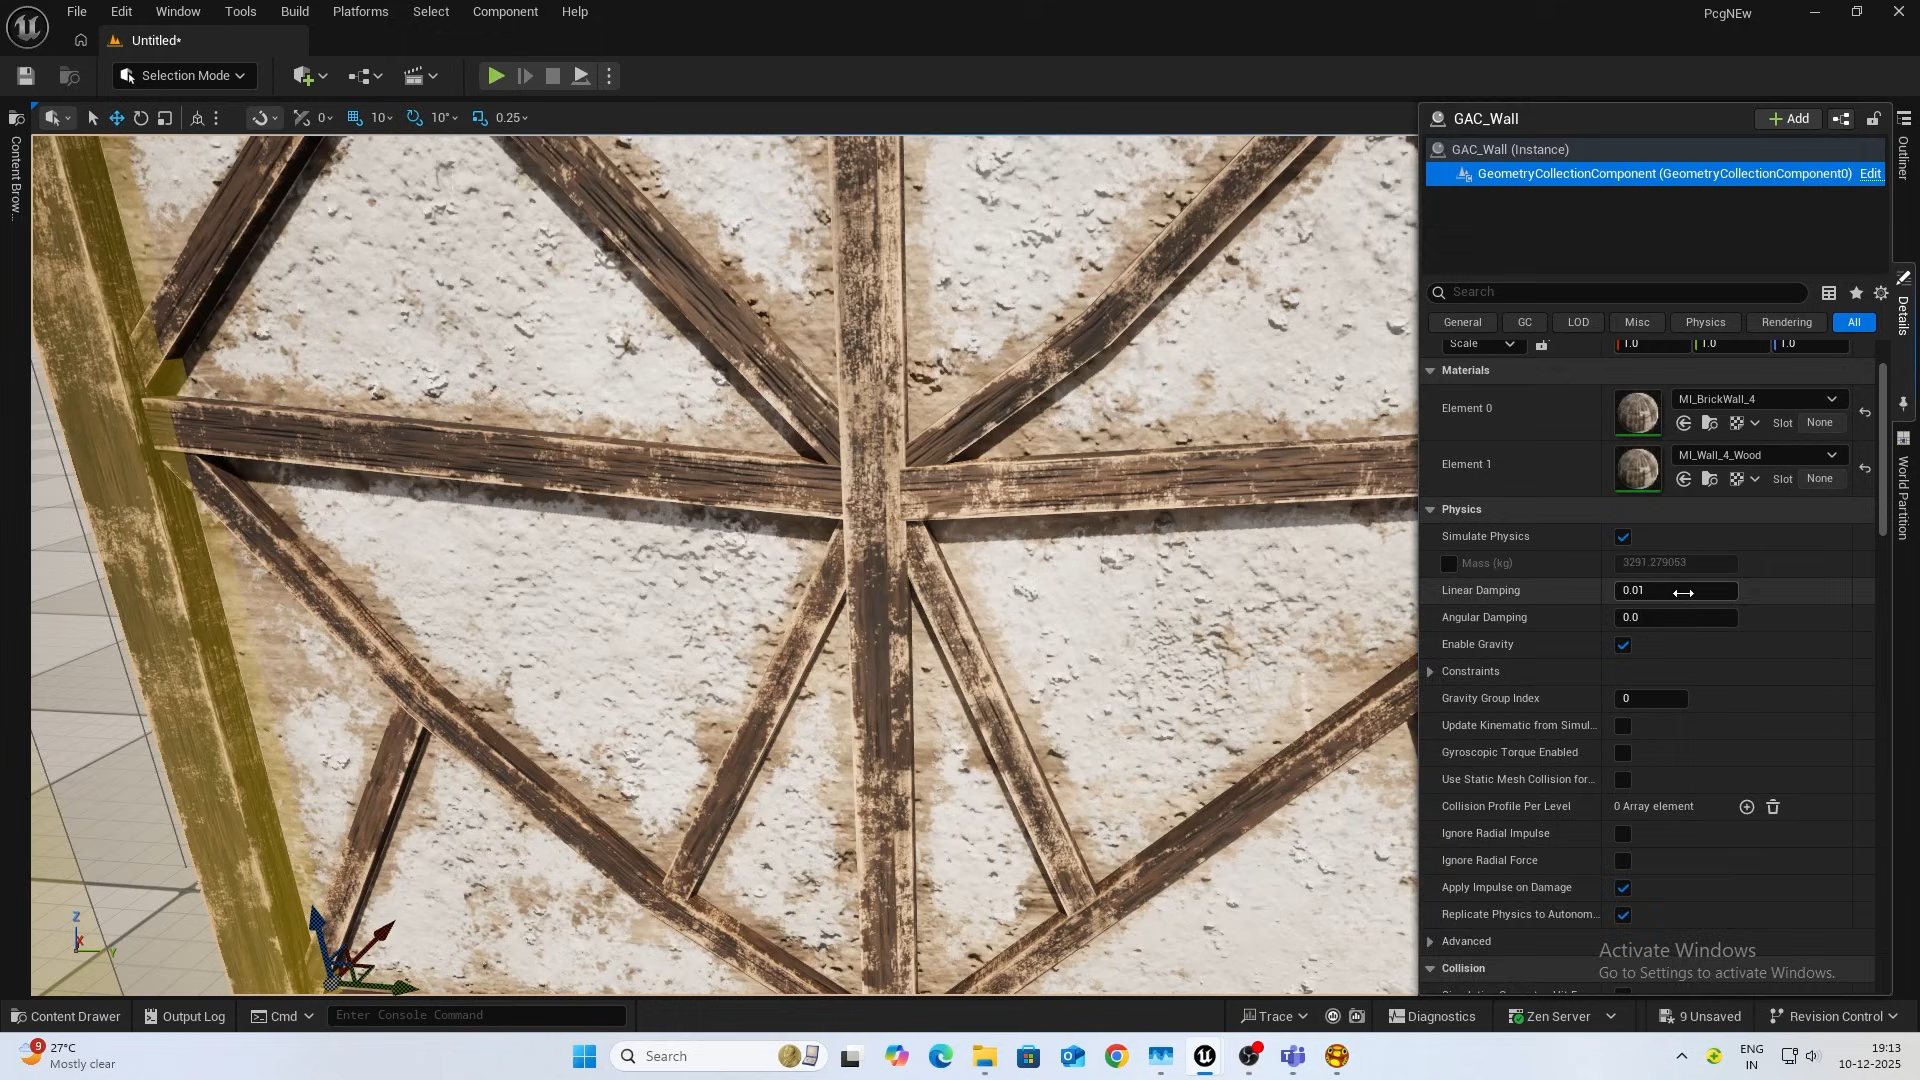 File Edit Window Tools Build Platforms Select Component Help
PcgNEw
Untitled*
Selection Mode
0 10 10° 0.25
Content Brow...
GAC_Wall
Add
GAC_Wall (Instance)
GeometryCollectionComponent (GeometryCollectionComponent0) Edit
Search
General GC LOD Misc Physics Rendering All
Scale 1.0 1.0 1.0
Materials
Element 0
MI_BrickWall_4
Slot None
Element 1
MI_Wall_4_Wood
Slot None
Physics
Simulate Physics
Mass (kg) 3291.279053
Linear Damping 0.01
Angular Damping 0.0
Enable Gravity
Constraints
Gravity Group Index 0
Update Kinematic from Simul...
Gyroscopic Torque Enabled
Use Static Mesh Collision for...
Collision Profile Per Level 0 Array element
Ignore Radial Impulse
Ignore Radial Force
Apply Impulse on Damage
Replicate Physics to Autonom...
Advanced
Collision
Activate Windows
Go to Settings to activate Windows.
Outliner
Details
World Partition
Z
X
Y
Content Drawer Output Log Cmd Enter Console Command Trace Diagnostics Zen Server 9 Unsaved Revision Control
9
27°C
Mostly clear
Search
ENG
IN
19:13
10-12-2025